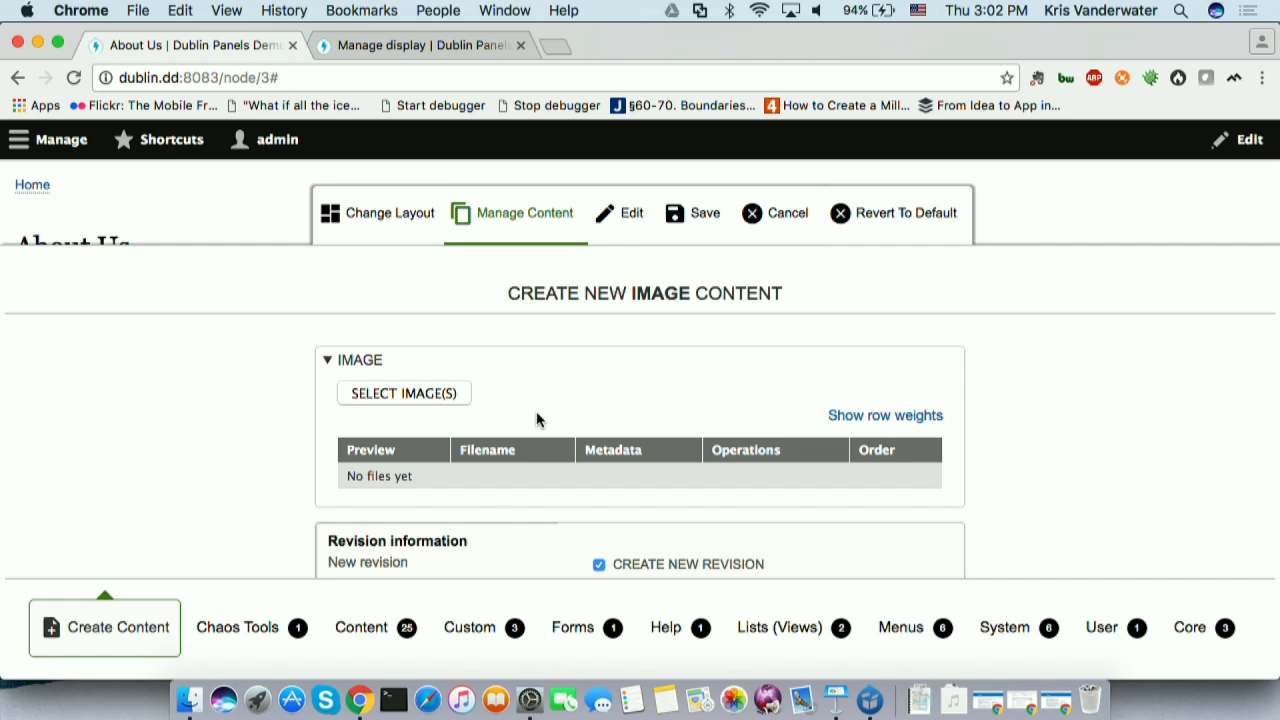 Chrome File Edit View History Bookmarks People Window Help 94% Thu 3:02 PM Kris Vanderwater
About Us | Dublin Panels Dem Manage display | Dublin Panel
dublin.dd:8083/node/3# bw ABP
Apps Flickr: The Mobile Fr... "What if all the ice... Start debugger Stop debugger J §60-70. Boundaries... 4 How to Create a Mill... From Idea to App in...
Manage Shortcuts admin Edit
Home
Change Layout Manage Content Edit Save Cancel Revert To Default
About Us
CREATE NEW IMAGE CONTENT
IMAGE
SELECT IMAGE(S)
Show row weights
Preview Filename Metadata Operations Order
No files yet
Revision information
New revision CREATE NEW REVISION
Create Content Chaos Tools 1 Content 25 Custom 3 Forms 1 Help 1 Lists (Views) 2 Menus 6 System 6 User 1 Core 3